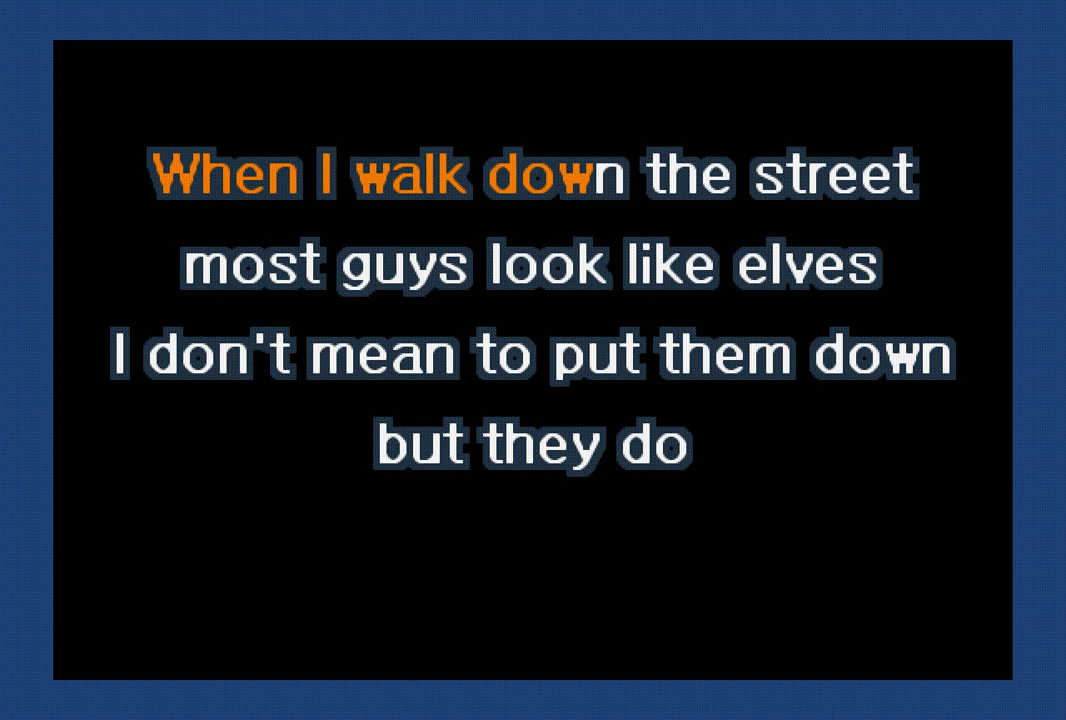 When I walk down the street
most guys look like elves
I don't mean to put them down
but they do